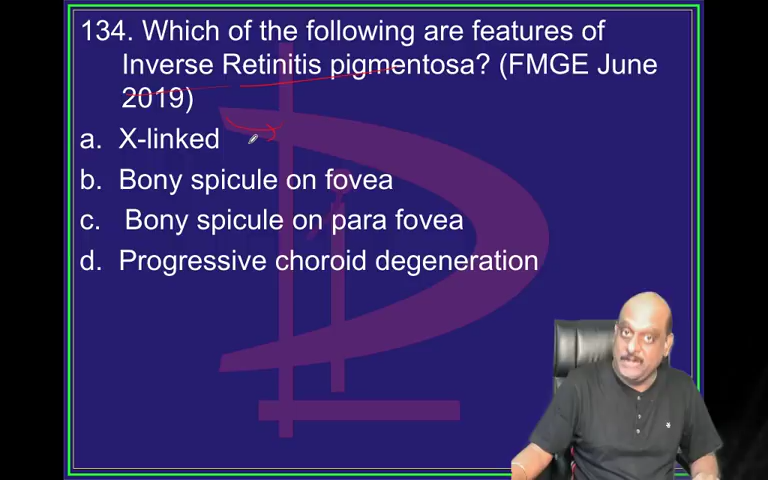 134. Which of the following are features of
Inverse Retinitis pigmentosa? (FMGE June
2019)
a. X-linked
b. Bony spicule on fovea
c. Bony spicule on para fovea
d. Progressive choroid degeneration